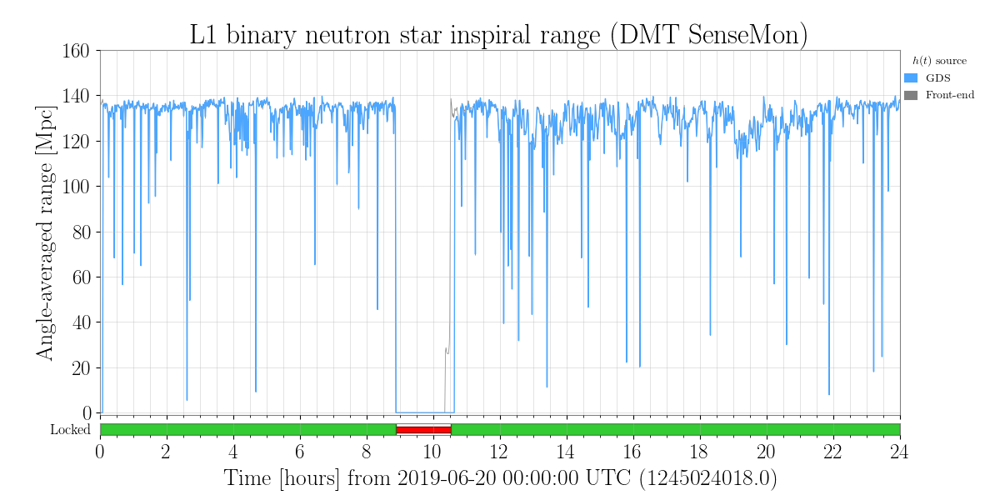 L1 binary neutron star inspiral range (DMT SenseMon)
160
140
120
100
80
60
40
20
0
Angle-averaged range [Mpc]
h(t) source
GDS
Front-end
Locked
0 2 4 6 8 10 12 14 16 18 20 22 24
Time [hours] from 2019-06-20 00:00:00 UTC (1245024018.0)